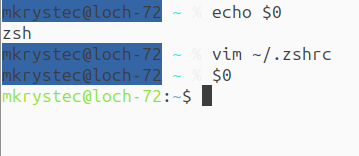 mkrystec@loch-72 ~ % echo $0
zsh
mkrystec@loch-72 ~ % vim ~/.zshrc
mkrystec@loch-72 ~ % $0
mkrystec@loch-72:~$